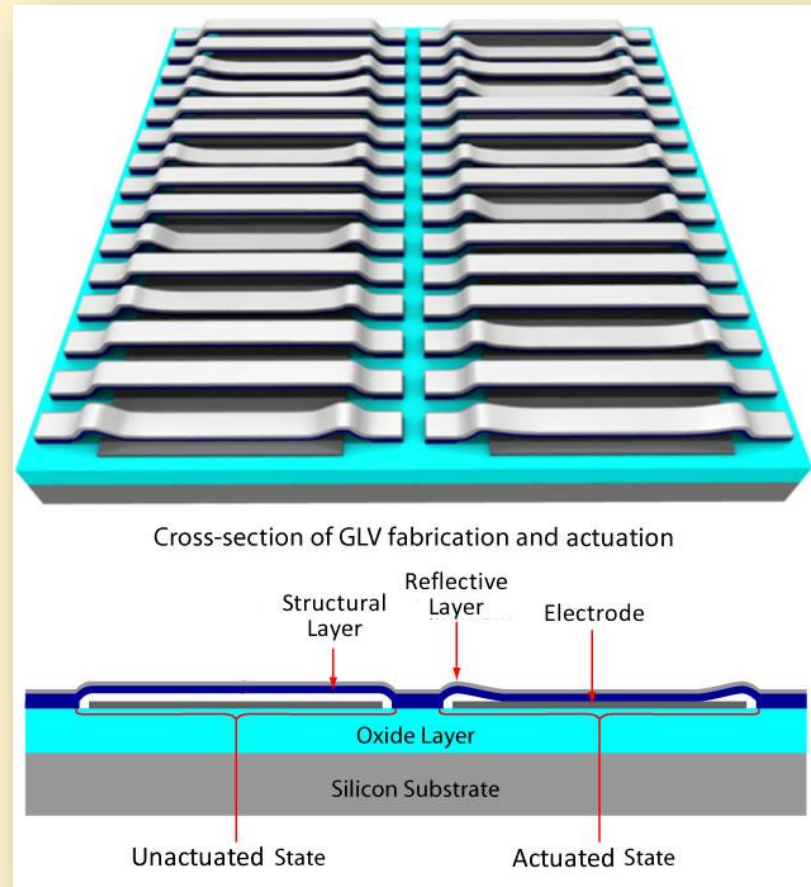 Cross-section of GLV fabrication and actuation
Structural
Layer
Reflective
Layer
Electrode
Oxide Layer
Silicon Substrate
Unactuated State
Actuated State